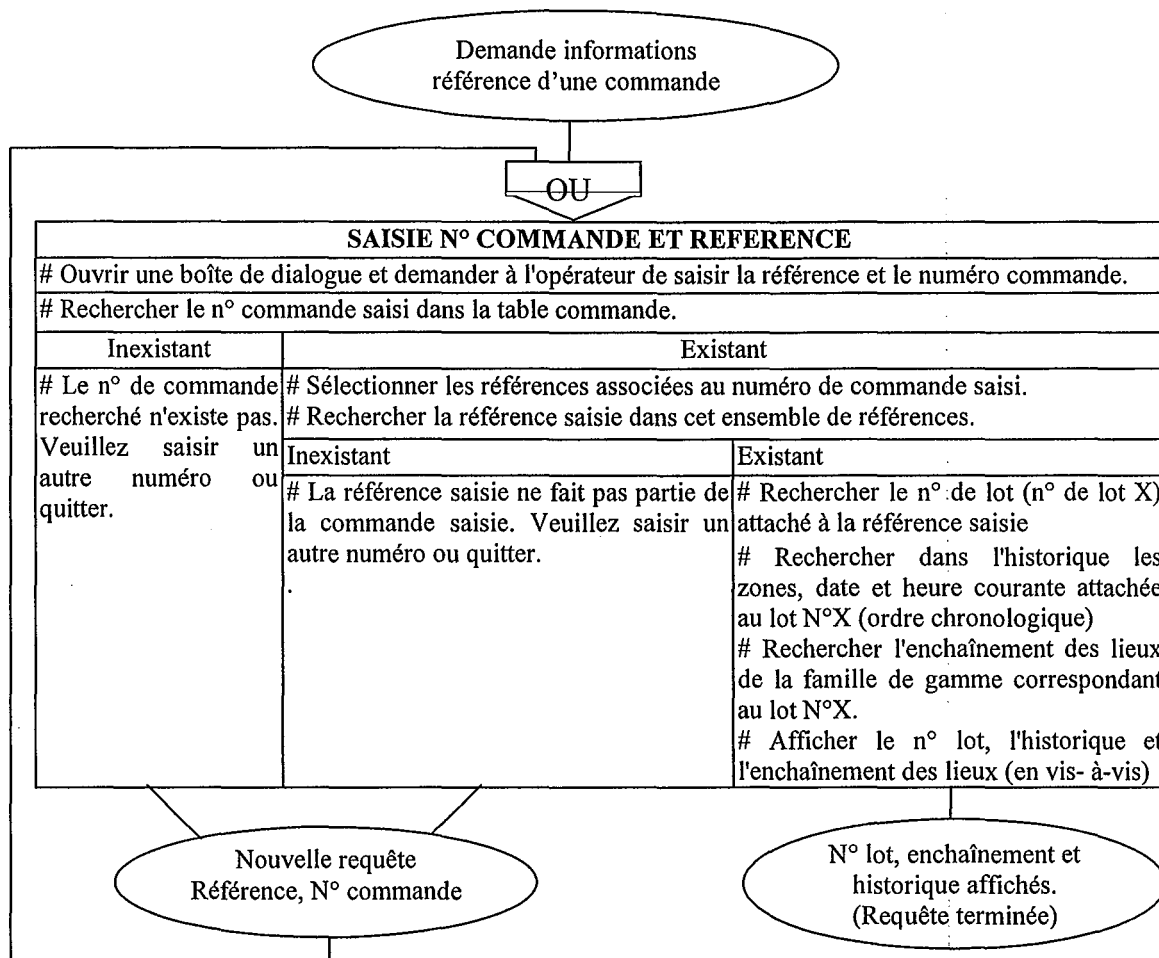 Demande informations
référence d'une commande
OU
SAISIE N° COMMANDE ET REFERENCE
# Ouvrir une boîte de dialogue et demander à l'opérateur de saisir la référence et le numéro commande.
# Rechercher le n° commande saisi dans la table commande.
Inexistant
Existant
# Le n° de commande
recherché n'existe pas.
Veuillez saisir un
autre numéro ou
quitter.
# Sélectionner les références associées au numéro de commande saisi.
# Rechercher la référence saisie dans cet ensemble de références.
Inexistant
Existant
# La référence saisie ne fait pas partie de
la commande saisie. Veuillez saisir un
autre numéro ou quitter.
.
# Rechercher le n° de lot (n° de lot X)
attaché à la référence saisie
# Rechercher dans l'historique les
zones, date et heure courante attachée
au lot N°X (ordre chronologique)
# Rechercher l'enchaînement des lieux
de la famille de gamme correspondant
au lot N°X.
# Afficher le n° lot, l'historique et
l'enchaînement des lieux (en vis- à-vis)
Nouvelle requête
Référence, N° commande
N° lot, enchaînement et
historique affichés.
(Requête terminée)